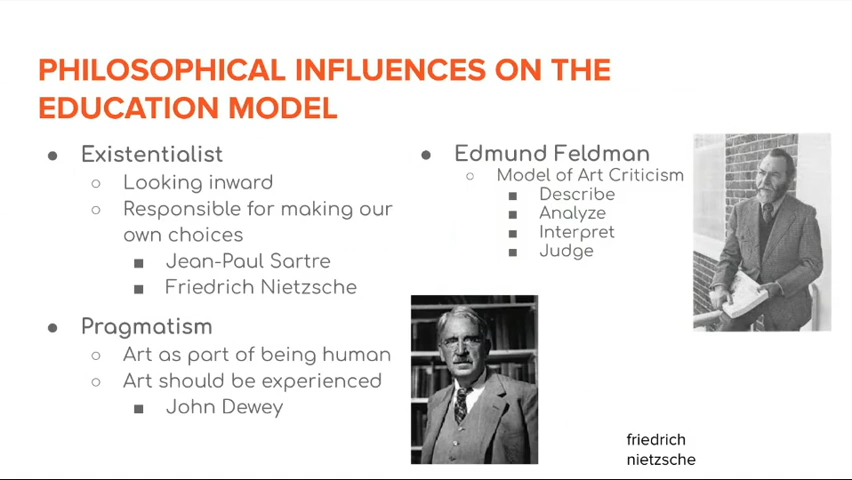 PHILOSOPHICAL INFLUENCES ON THE
EDUCATION MODEL
● Existentialist
○ Looking inward
○ Responsible for making our
own choices
■ Jean-Paul Sartre
■ Friedrich Nietzsche
● Pragmatism
○ Art as part of being human
○ Art should be experienced
■ John Dewey
● Edmund Feldman
○ Model of Art Criticism
■ Describe
■ Analyze
■ Interpret
■ Judge
friedrich
nietzsche